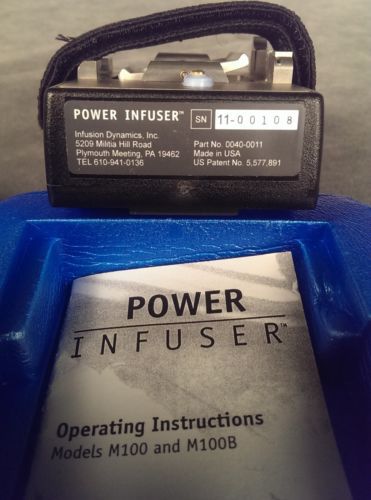 POWER INFUSER™ SN 11-00108
Infusion Dynamics, Inc.
5209 Militia Hill Road
Plymouth Meeting, PA 19462
TEL 610-941-0136
Part No. 0040-0011
Made in USA
US Patent No. 5,577,891
POWER
INFUSER™
Operating Instructions
Models M100 and M100B